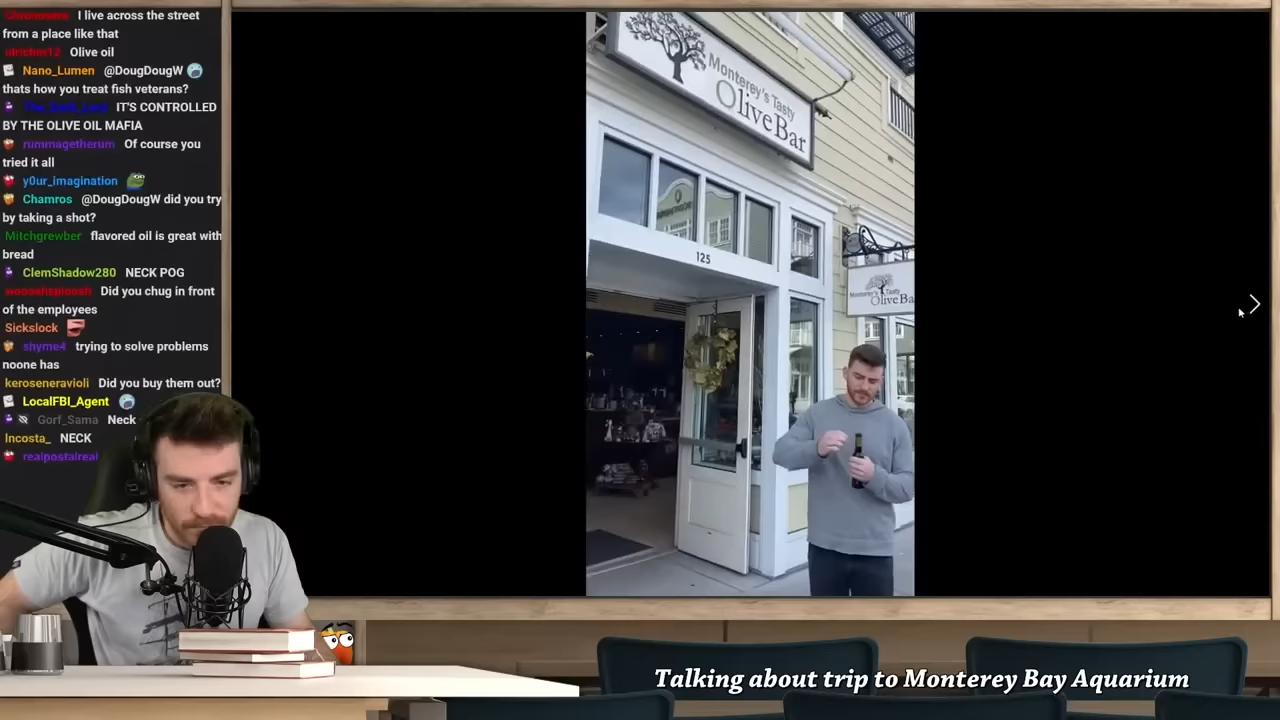 I live across the street
from a place like that
ulrichm12 Olive oil
Nano_Lumen @DougDougW
thats how you treat fish veterans?
IT'S CONTROLLED
BY THE OLIVE OIL MAFIA
rummagetherum Of course you
tried it all
y0ur_imagination
Chamros @DougDougW did you try
by taking a shot?
Mitchgrewber flavored oil is great with
bread
ClemShadow280 NECK POG
Did you chug in front
of the employees
Sickslock
shyme4 trying to solve problems
noone has
keroseneravioli Did you buy them out?
LocalFBI_Agent
Gorf_Sama Neck
Incosta_ NECK
realpostalreal
Monterey's Tasty
Olive Bar
125
Monterey's Tasty
Olive Ba
Talking about trip to Monterey Bay Aquarium